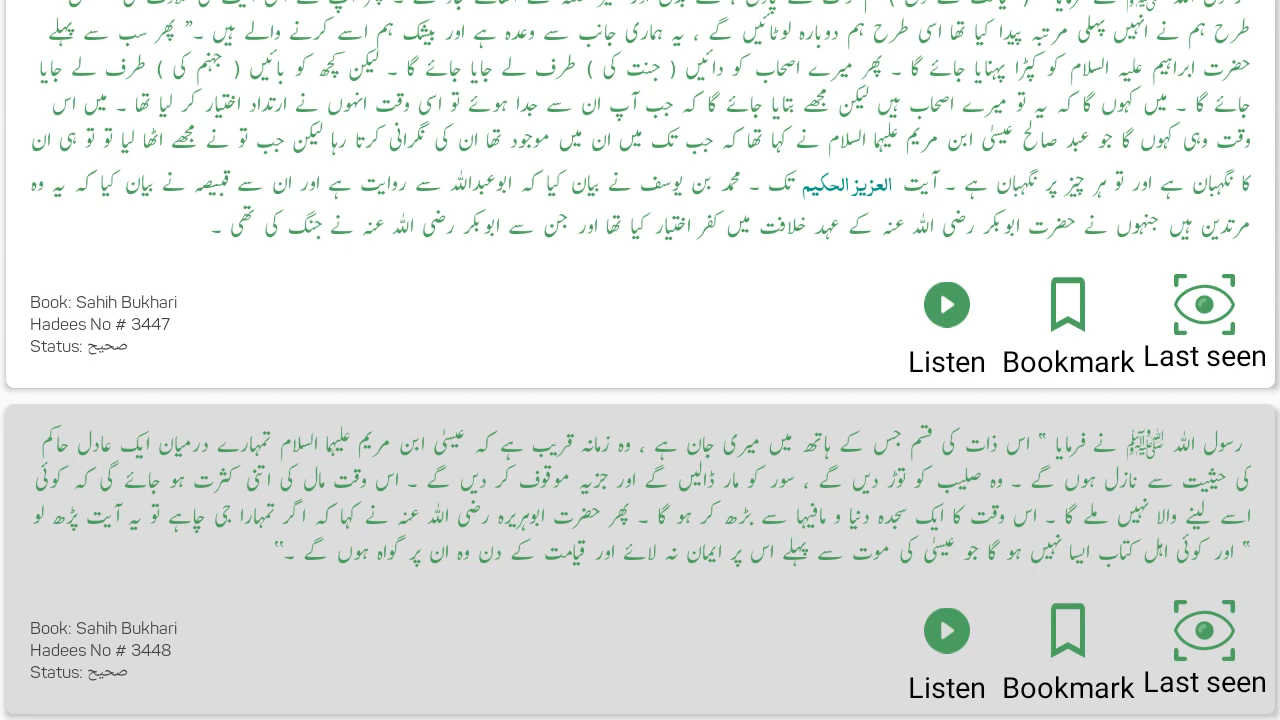 طرح ہم نے انہیں پہلی مرتبہ پیدا کیا تھا اسی طرح ہم دوبارہ لوٹائیں گے ، یہ ہماری جانب سے وعدہ ہے اور بیشک ہم اسے کرنے والے ہیں ۔” پھر سب سے پہلے
حضرت ابراہیم علیہ السلام کو کپڑا پہنایا جائے گا ۔ پھر میرے اصحاب کو دائیں ( جنت کی ) طرف لے جایا جائے گا ۔ لیکن کچھ کو بائیں ( جہنم کی ) طرف لے جایا
جائے گا ۔ میں کہوں گا کہ یہ تو میرے اصحاب ہیں لیکن مجھے بتایا جائے گا کہ جب آپ ان سے جدا ہوئے تو اسی وقت انہوں نے ارتداد اختیار کر لیا تھا ۔ میں اس
وقت وہی کہوں گا جو عبد صالح عیسیٰ ابن مریم علیہا السلام نے کہا تھا کہ جب تک میں ان میں موجود تھا ان کی نگرانی کرتا رہا لیکن جب تو نے مجھے اٹھا لیا تو تو ہی ان
کا نگہبان ہے اور تو ہر چیز پر نگہبان ہے ۔ آیت العزیز الحکیم تک ۔ محمد بن یوسف نے بیان کیا کہ ابوعبداللہ سے روایت ہے اور ان سے قبیصہ نے بیان کیا کہ یہ وہ
مرتدین ہیں جنہوں نے حضرت ابوبکر رضی اللہ عنہ کے عہد خلافت میں کفر اختیار کیا تھا اور جن سے ابوبکر رضی اللہ عنہ نے جنگ کی تھی ۔
Book: Sahih Bukhari
Hadees No # 3447
Status: صحیح
Listen Bookmark Last seen
رسول اللہ ﷺ نے فرمایا “ اس ذات کی قسم جس کے ہاتھ میں میری جان ہے ، وہ زمانہ قریب ہے کہ عیسیٰ ابن مریم علیہا السلام تمہارے درمیان ایک عادل حاکم
کی حیثیت سے نازل ہوں گے ۔ وہ صلیب کو توڑ دیں گے ، سور کو مار ڈالیں گے اور جزیہ موقوف کر دیں گے ۔ اس وقت مال کی اتنی کثرت ہو جائے گی کہ کوئی
اسے لینے والا نہیں ملے گا ۔ اس وقت کا ایک سجدہ دنیا و مافیہا سے بڑھ کر ہو گا ۔ پھر حضرت ابوہریرہ رضی اللہ عنہ نے کہا کہ اگر تمہارا جی چاہے تو یہ آیت پڑھ لو
“ اور کوئی اہل کتاب ایسا نہیں ہو گا جو عیسیٰ کی موت سے پہلے اس پر ایمان نہ لائے اور قیامت کے دن وہ ان پر گواہ ہوں گے ۔‟
Book: Sahih Bukhari
Hadees No # 3448
Status: صحیح
Listen Bookmark Last seen